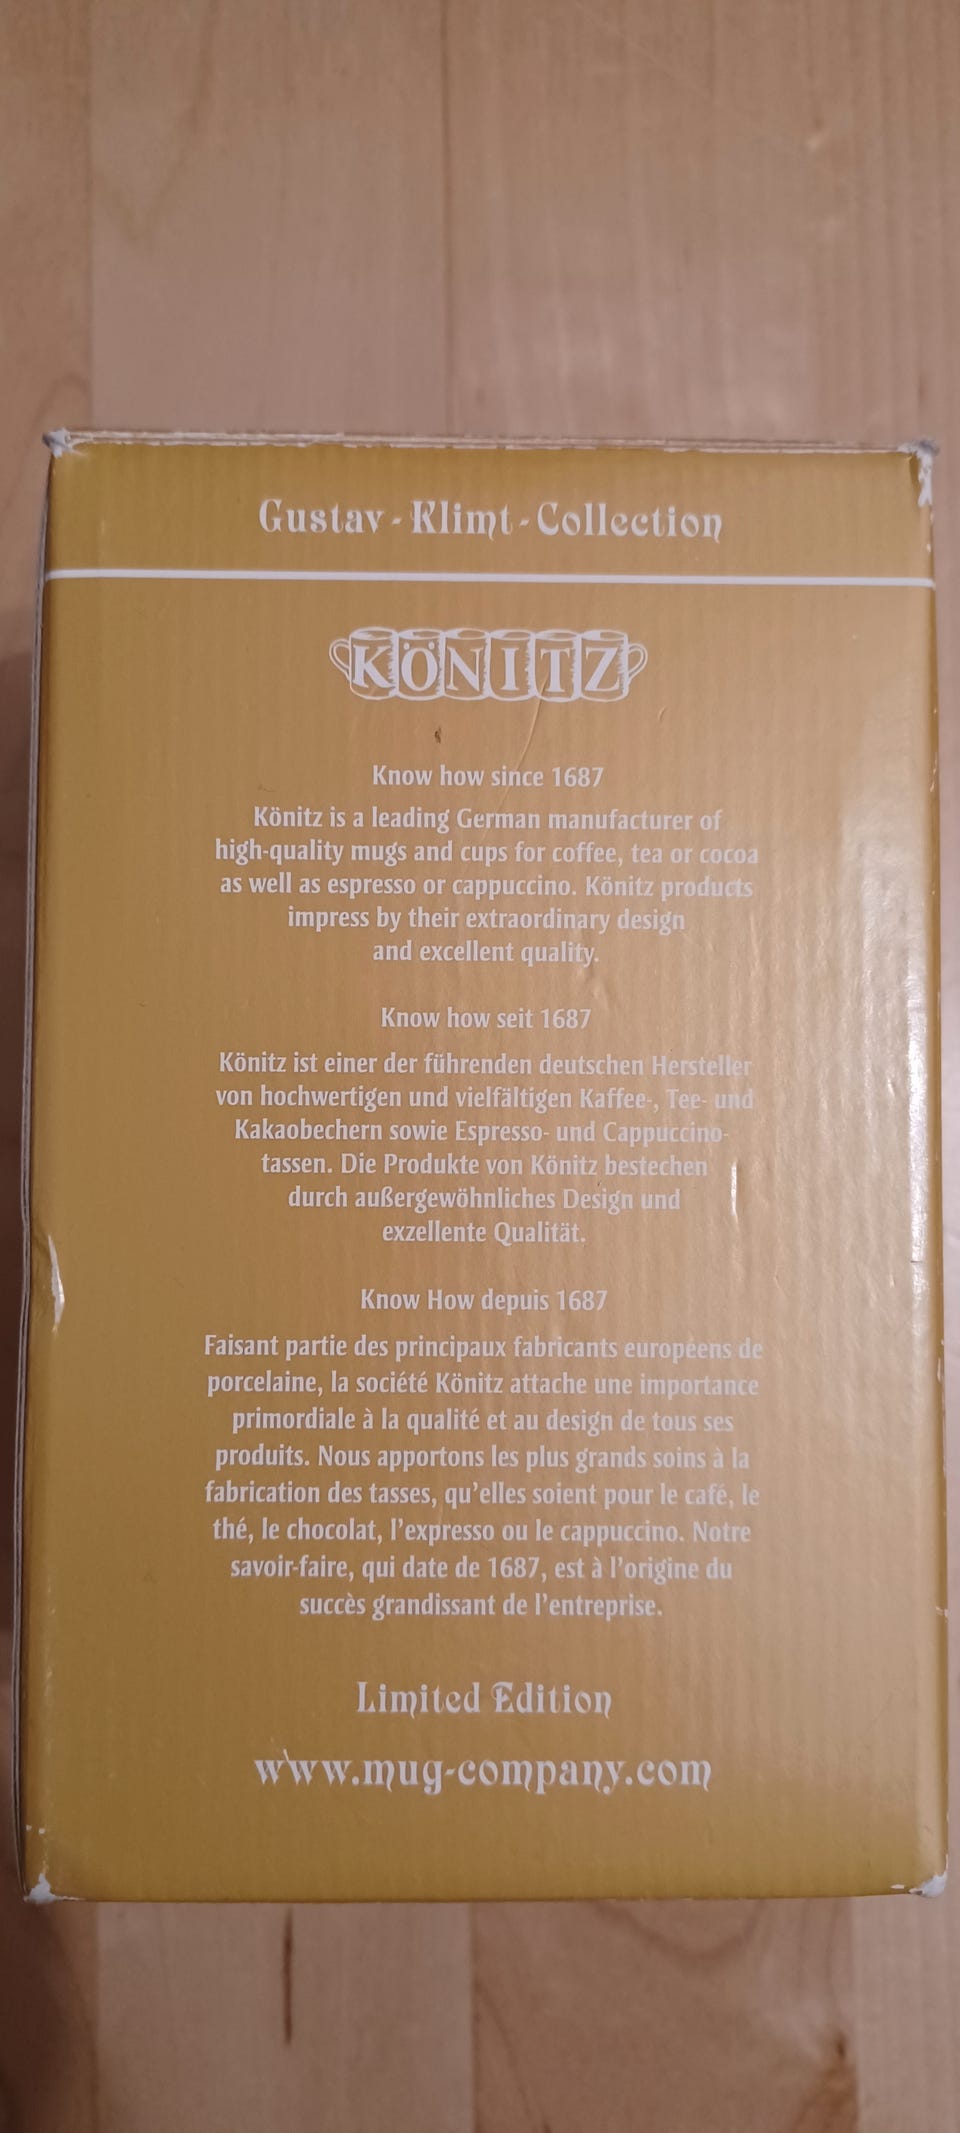 Gustav-Klimt-Collection
KÖNITZ
Know how since 1687
Könitz is a leading German manufacturer of
high-quality mugs and cups for coffee, tea or cocoa
as well as espresso or cappuccino. Könitz products
impress by their extraordinary design
and excellent quality.
Know how seit 1687
Könitz ist einer der führenden deutschen Hersteller
von hochwertigen und vielfältigen Kaffee-, Tee- und
Kakaobechern sowie Espresso- und Cappuccino-
tassen. Die Produkte von Könitz bestechen
durch außergewöhnliches Design und
exzellente Qualität.
Know How depuis 1687
Faisant partie des principaux fabricants européens de
porcelaine, la société Könitz attache une importance
primordiale à la qualité et au design de tous ses
produits. Nous apportons les plus grands soins à la
fabrication des tasses, qu'elles soient pour le café, le
thé, le chocolat, l'expresso ou le cappuccino. Notre
savoir-faire, qui date de 1687, est à l'origine du
succès grandissant de l'entreprise.
Limited Edition
www.mug-company.com